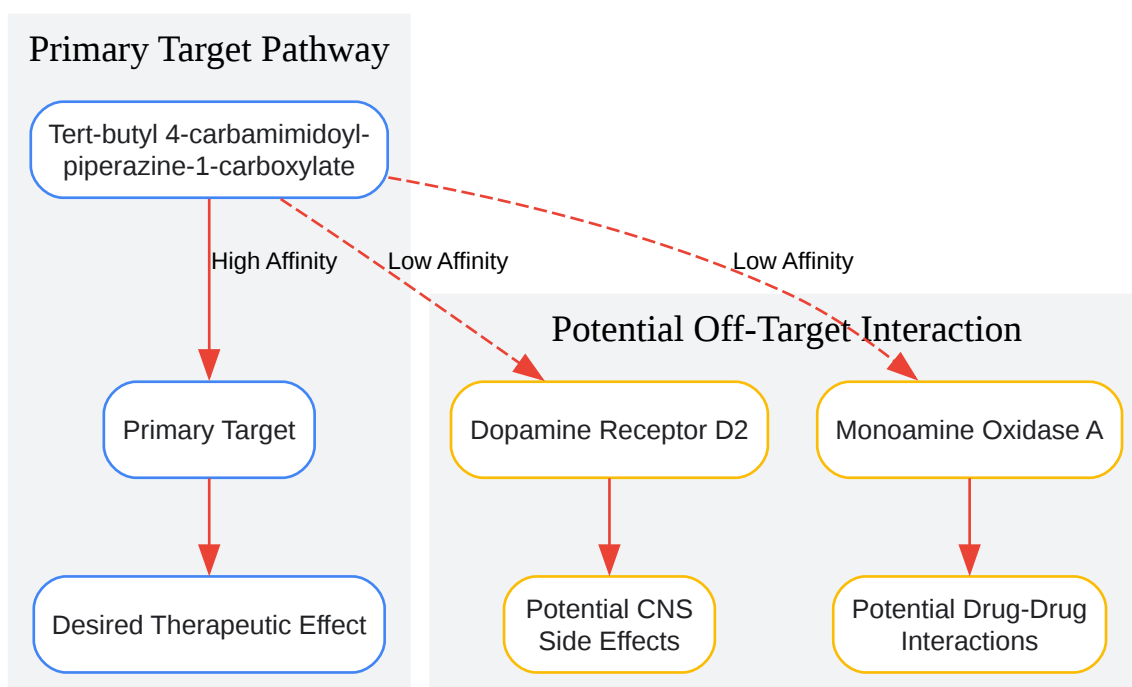 Primary Target Pathway
Tert-butyl 4-carbamimidoyl-
piperazine-1-carboxylate
High Affinity
Low Affinity
Low Affinity
Potential Off-Target Interaction
Primary Target
Dopamine Receptor D2
Monoamine Oxidase A
Desired Therapeutic Effect
Potential CNS
Side Effects
Potential Drug-Drug
Interactions